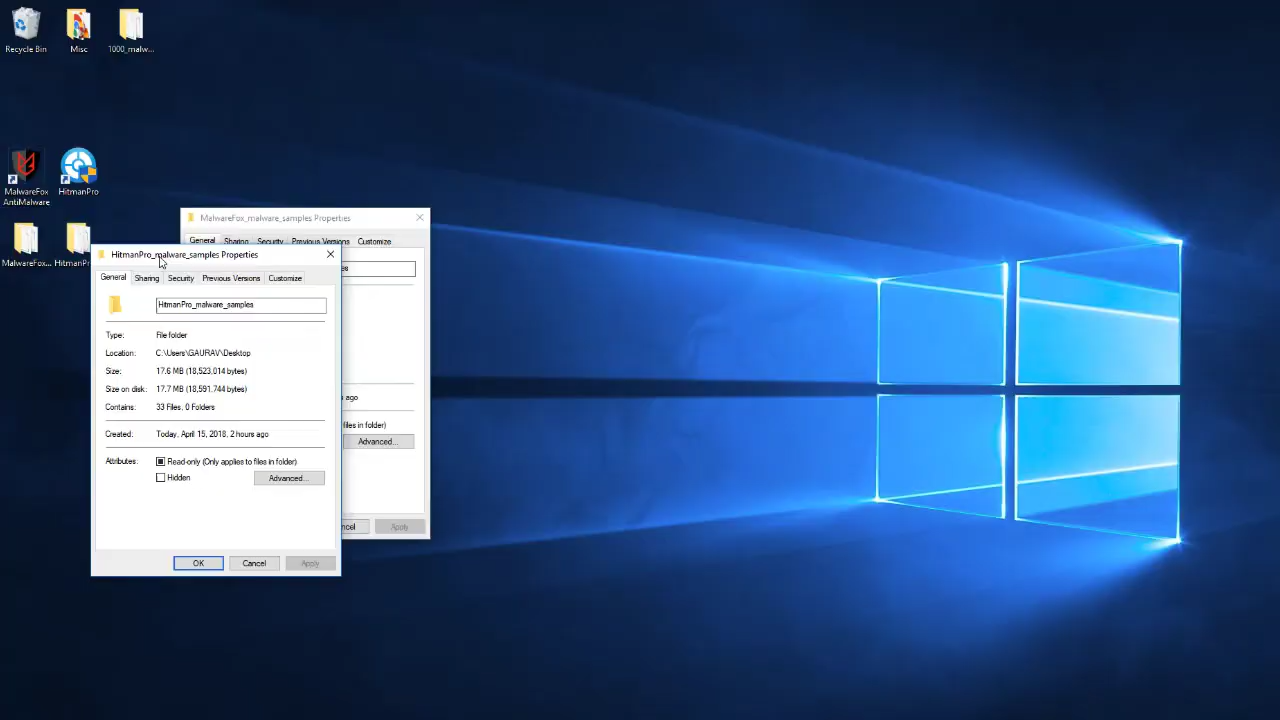 Recycle Bin
Misc
1000_malw...
MalwareFox
AntiMalware
HitmanPro
MalwareFox...
HitmanPr
MalwareFox_malware_samples Properties
General Sharing Security Previous Versions Customize
es
ago
files in folder)
Advanced...
ncel
Apply
HitmanPro_malware_samples Properties
General Sharing Security Previous Versions Customize
HitmanPro_malware_samples
Type: File folder
Location: C:\Users\GAURAV\Desktop
Size: 17.6 MB (18,523,014 bytes)
Size on disk: 17.7 MB (18,591,744 bytes)
Contains: 33 Files, 0 Folders
Created: Today, April 15, 2018, 2 hours ago
Attributes: Read-only (Only applies to files in folder)
Hidden Advanced...
OK Cancel Apply